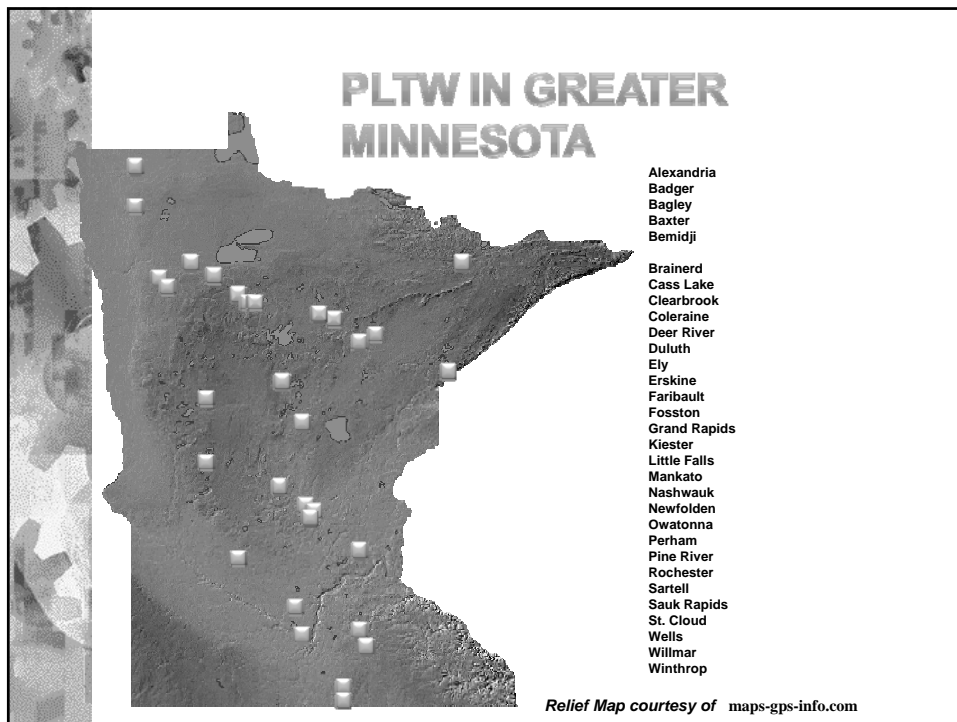 PLTW IN GREATER
MINNESOTA
Alexandria
Badger
Bagley
Baxter
Bemidji
Brainerd
Cass Lake
Clearbrook
Coleraine
Deer River
Duluth
Ely
Erskine
Faribault
Fosston
Grand Rapids
Kiester
Little Falls
Mankato
Nashwauk
Newfolden
Owatonna
Perham
Pine River
Rochester
Sartell
Sauk Rapids
St. Cloud
Wells
Willmar
Winthrop
Relief Map courtesy of maps-gps-info.com